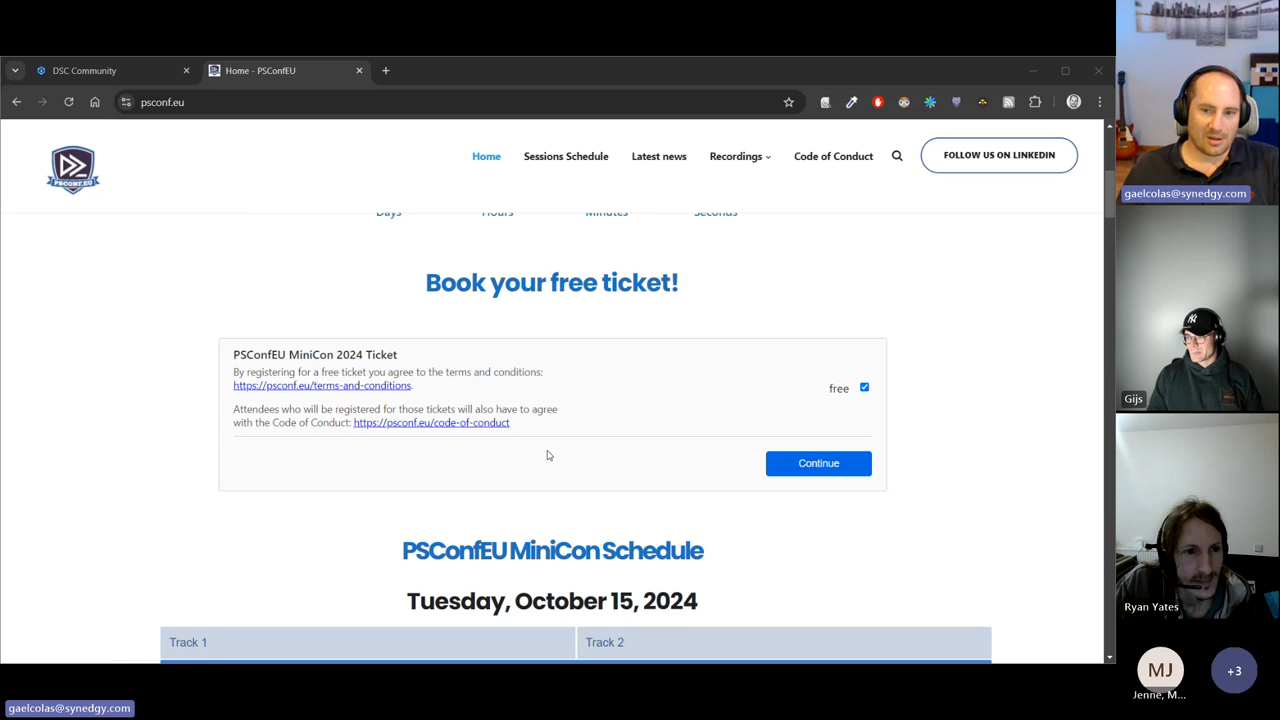 DSC Community
Home - PSConfEU
psconf.eu
PSCONF.EU
Home
Sessions Schedule
Latest news
Recordings
Code of Conduct
FOLLOW US ON LINKEDIN
Days
Hours
Minutes
Seconds
Book your free ticket!
PSConfEU MiniCon 2024 Ticket
By registering for a free ticket you agree to the terms and conditions:
https://psconf.eu/terms-and-conditions.
free
Attendees who will be registered for those tickets will also have to agree
with the Code of Conduct: https://psconf.eu/code-of-conduct
Continue
PSConfEU MiniCon Schedule
Tuesday, October 15, 2024
Track 1
Track 2
gaelcolas@synedgy.com
Gijs
Ryan Yates
MJ
Jenne, M...
+3
gaelcolas@synedgy.com